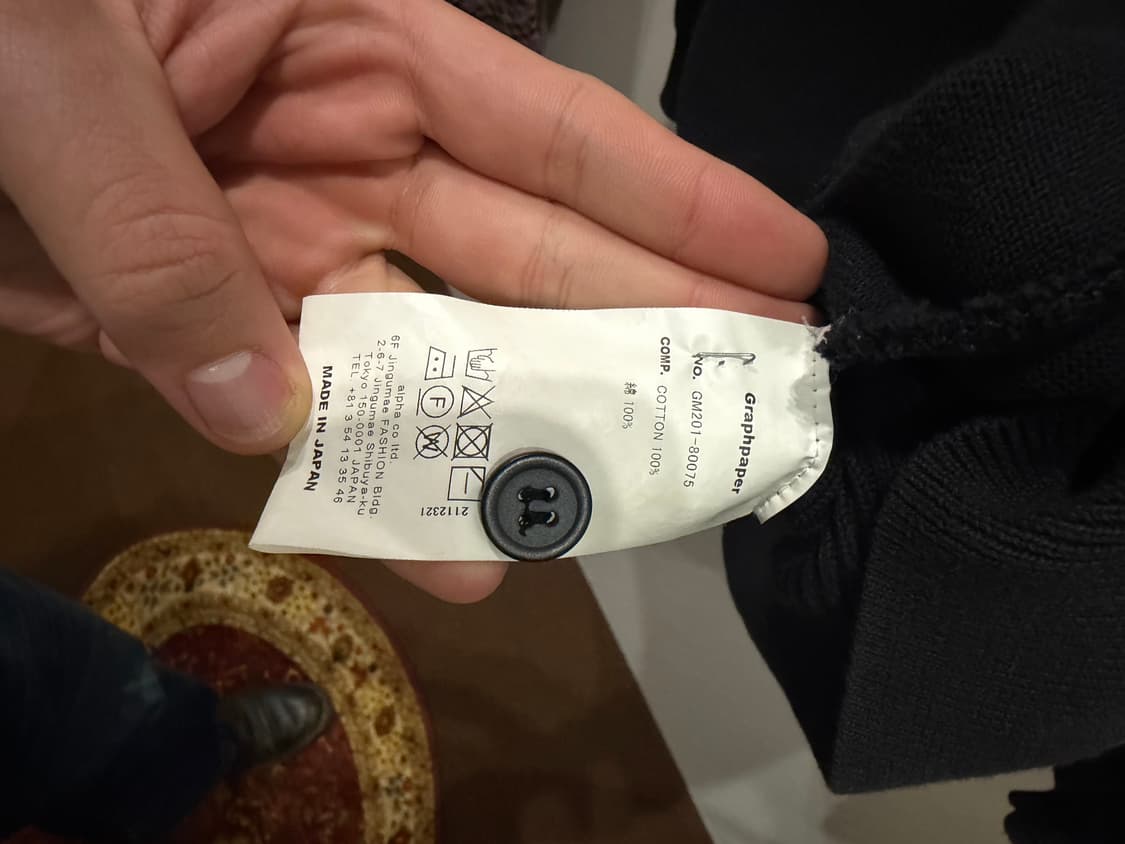 Graphpaper
NO. GM201-80075
COMP. COTTON 100%
綿 100%
F
W
2112321
alpha co ltd.
6F Jingumae FASHION Bldg.
2-6-7 Jingumae Shibuya-ku
Tokyo 150-0001 JAPAN
TEL +81 3 54 13 35 46
MADE IN JAPAN